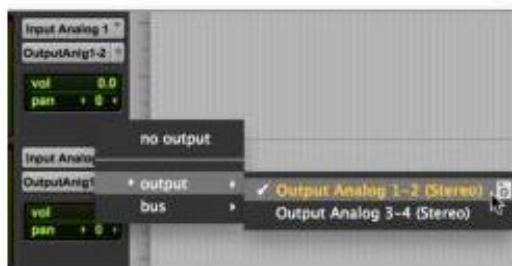 Input Analog 1
OutputAnlg1-2
vol 0.0
pan 0
no output
Input Analog
OutputAnlg1
output
✓ Output Analog 1-2 (Stereo)
vol
bus
Output Analog 3-4 (Stereo)
pan 0